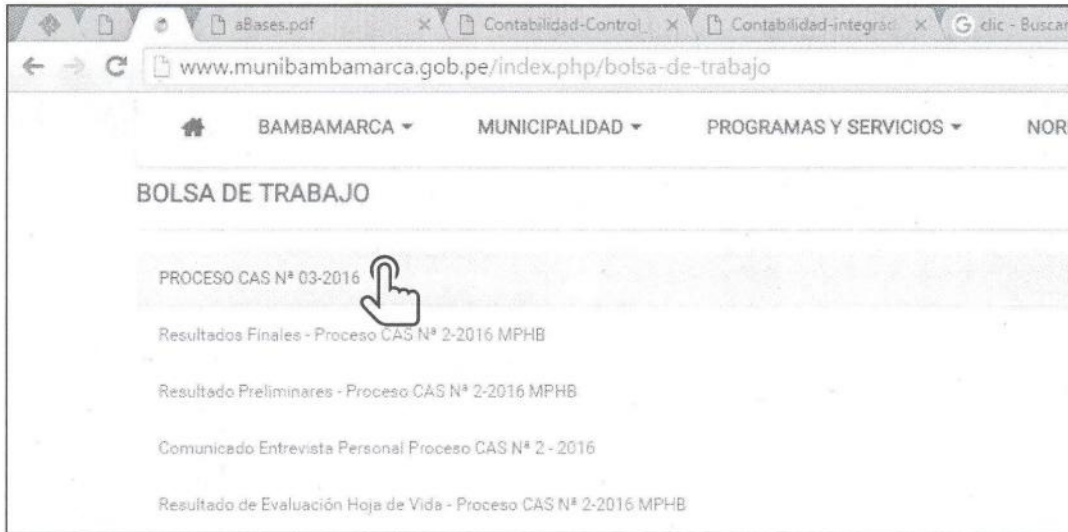 aBases.pdf Contabilidad-Control Contabilidad-integrad clic - Buscar
www.munibambamarca.gob.pe/index.php/bolsa-de-trabajo
BAMBAMARCA MUNICIPALIDAD PROGRAMAS Y SERVICIOS NOR
BOLSA DE TRABAJO
PROCESO CAS Nª 03-2016
Resultados Finales - Proceso CAS Nª 2-2016 MPHB
Resultado Preliminares - Proceso CAS Nª 2-2016 MPHB
Comunicado Entrevista Personal Proceso CAS Nª 2 - 2016
Resultado de Evaluación Hoja de Vida - Proceso CAS Nª 2-2016 MPHB